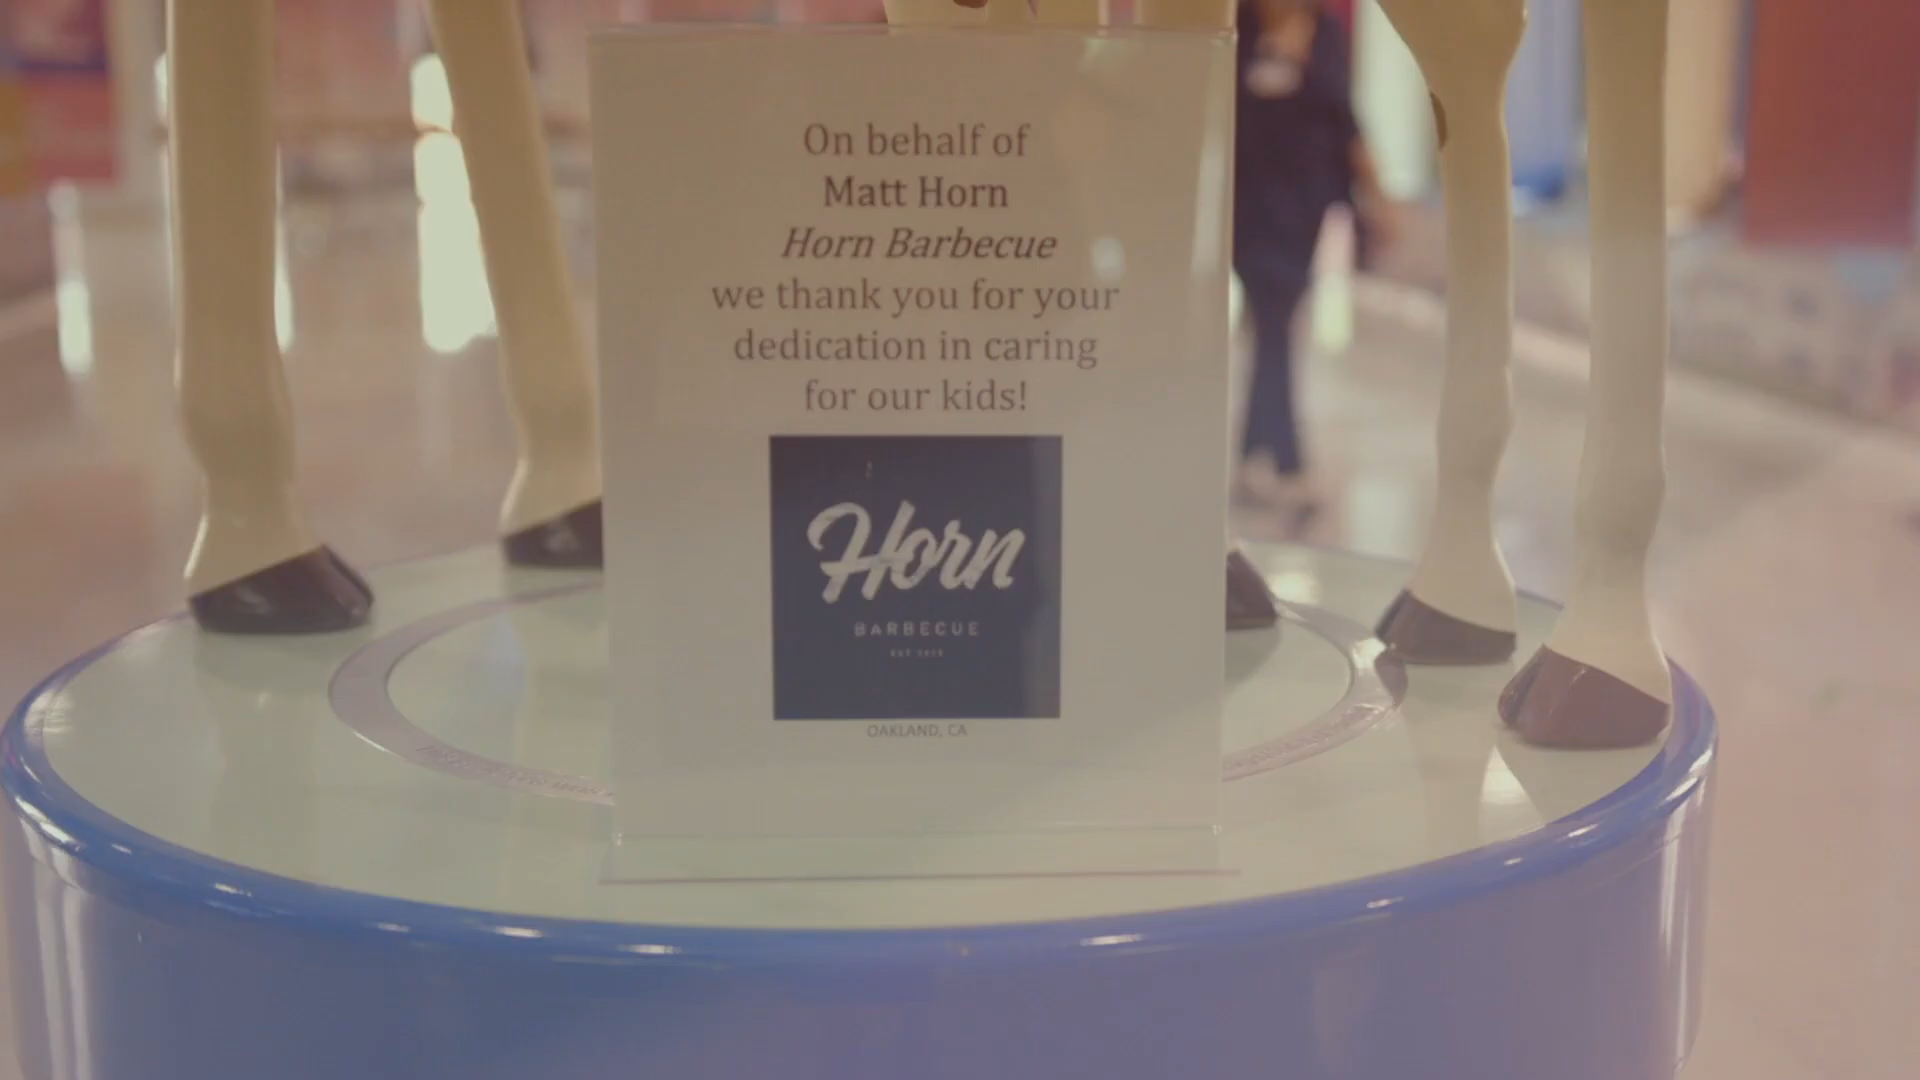 On behalf of
Matt Horn
Horn Barbecue
we thank you for your
dedication in caring
for our kids!
Horn
BARBECUE
OAKLAND, CA